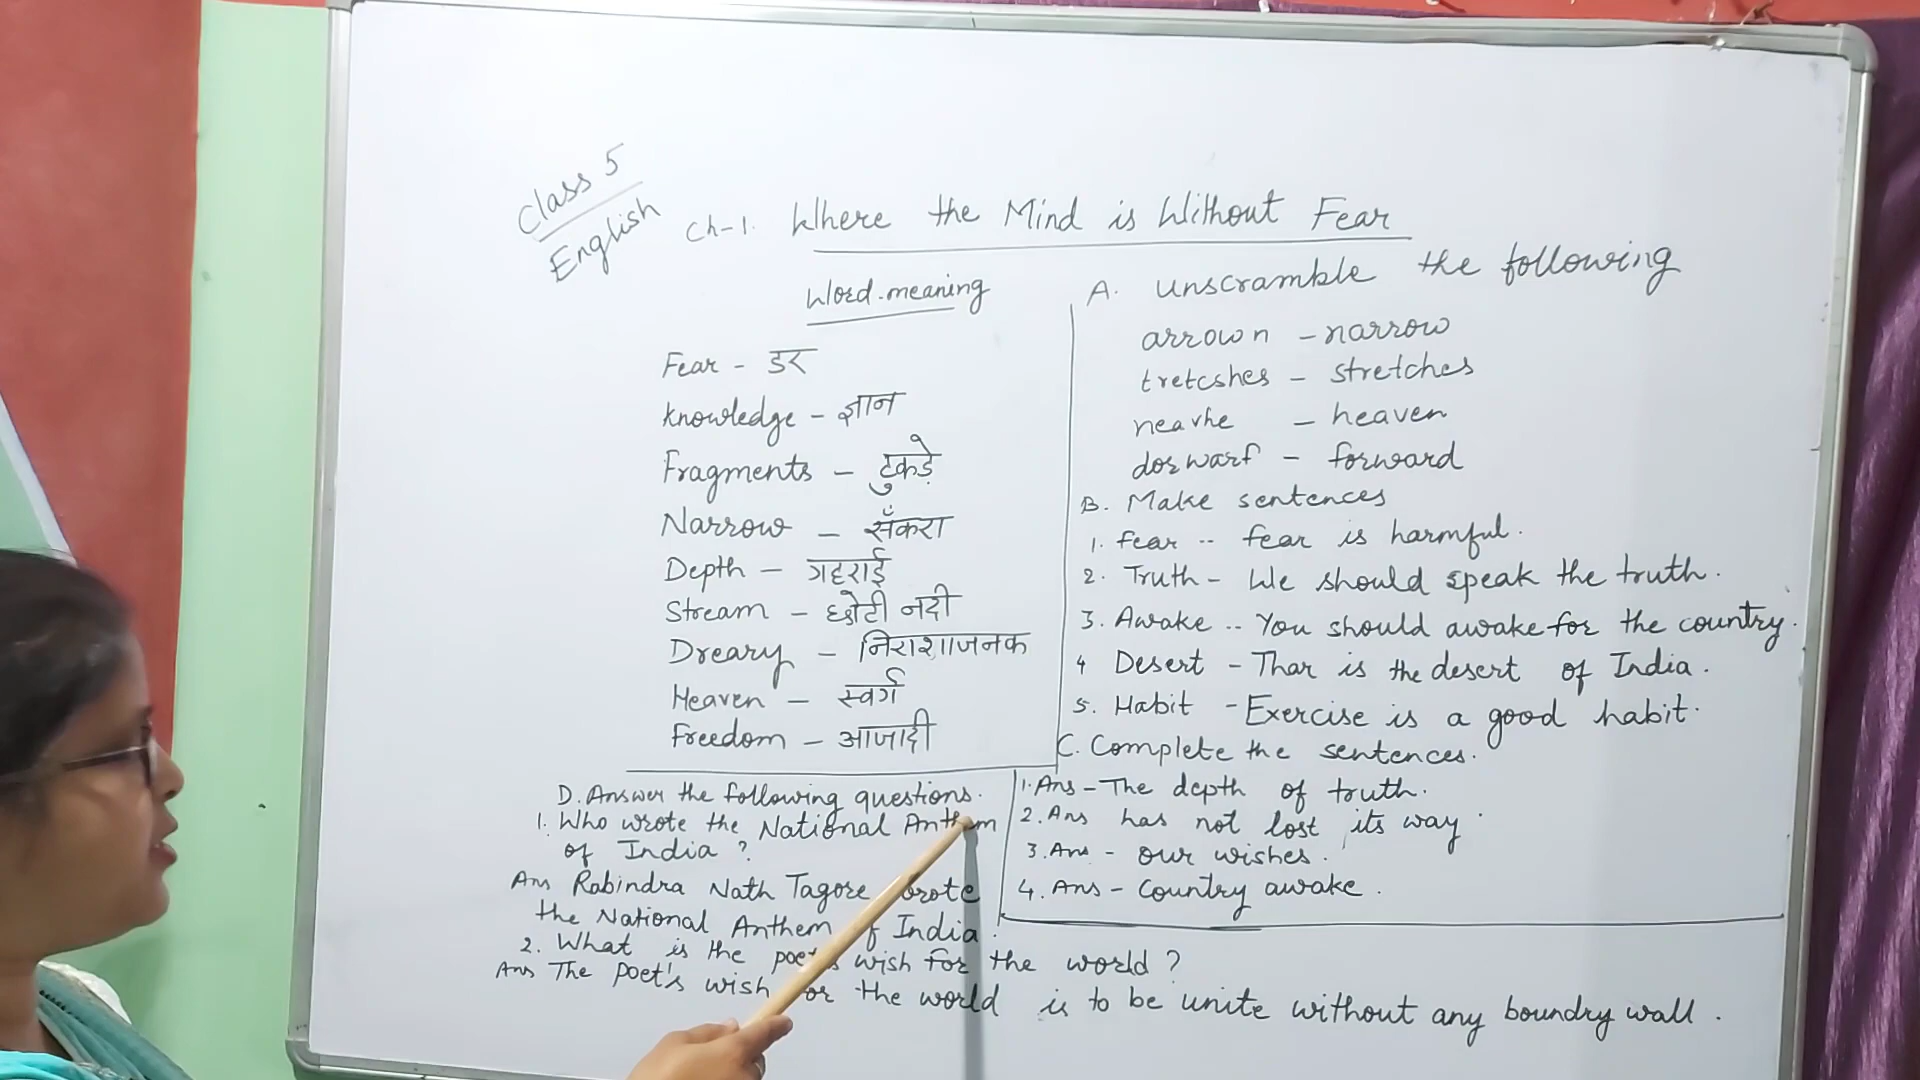 Class 5
English
Ch-1. Where the Mind is Without Fear
Word-meaning
Fear - डर
knowledge - ज्ञान
Fragments - टुकड़े
Narrow - सँकरा
Depth - गहराई
Stream - छोटी नदी
Dreary - निराशाजनक
Heaven - स्वर्ग
Freedom - आजादी
A. Unscramble the following
arrown - narrow
tretcshes - stretches
neavhe - heaven
dorwarf - forward
B. Make sentences
1. fear -- fear is harmful.
2. Truth - We should speak the truth.
3. Awake -- You should awake for the country.
4 Desert - Thar is the desert of India.
5. Habit - Exercise is a good habit.
C. Complete the sentences.
1. Ans - The depth of truth.
2. Ans has not lost its way.
3. Ans - our wishes.
4. Ans - Country awake.
D. Answer the following questions.
1. Who wrote the National Anthem
of India ?
Ans Rabindra Nath Tagore wrote
the National Anthem of India.
2. What is the poet's wish for the world ?
Ans The poet's wish for the world is to be unite without any boundry wall.